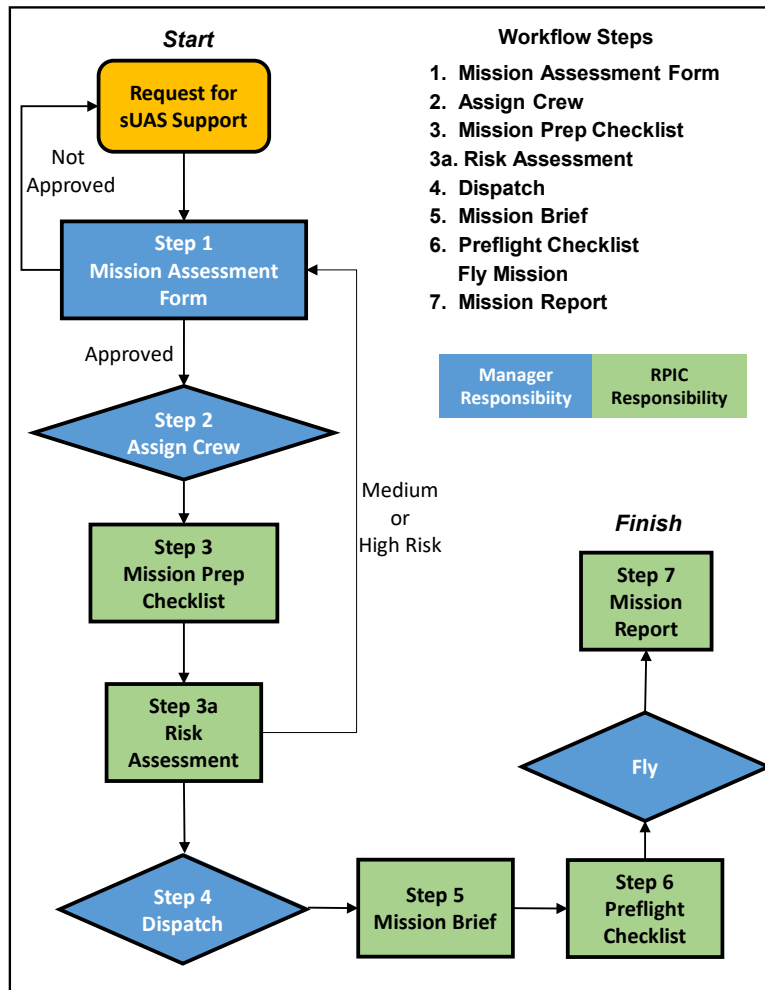 Start
Request for
sUAS Support
Not
Approved
Step 1
Mission Assessment
Form
Approved
Step 2
Assign Crew
Step 3
Mission Prep
Checklist
Medium
or
High Risk
Step 3a
Risk
Assessment
Step 4
Dispatch
Step 5
Mission Brief
Step 6
Preflight
Checklist
Fly
Step 7
Mission
Report
Finish
Workflow Steps
1. Mission Assessment Form
2. Assign Crew
3. Mission Prep Checklist
3a. Risk Assessment
4. Dispatch
5. Mission Brief
6. Preflight Checklist
Fly Mission
7. Mission Report
Manager
Responsibiity
RPIC
Responsibility